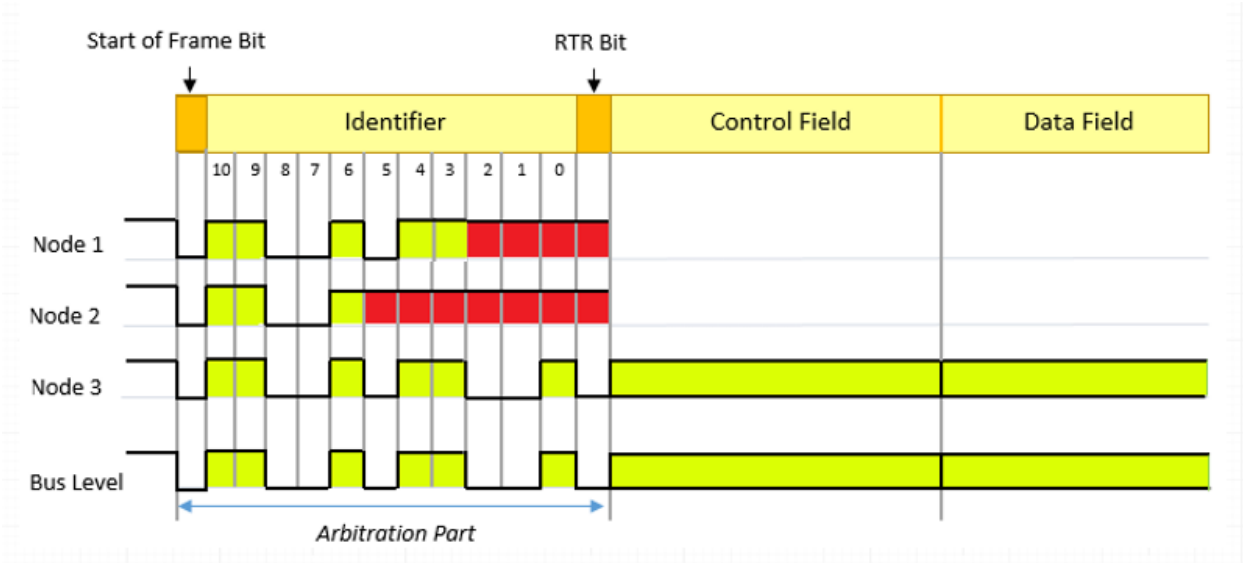 Start of Frame Bit
RTR Bit
Identifier
Control Field
Data Field
10 9 8 7 6 5 4 3 2 1 0
Node 1
Node 2
Node 3
Bus Level
Arbitration Part